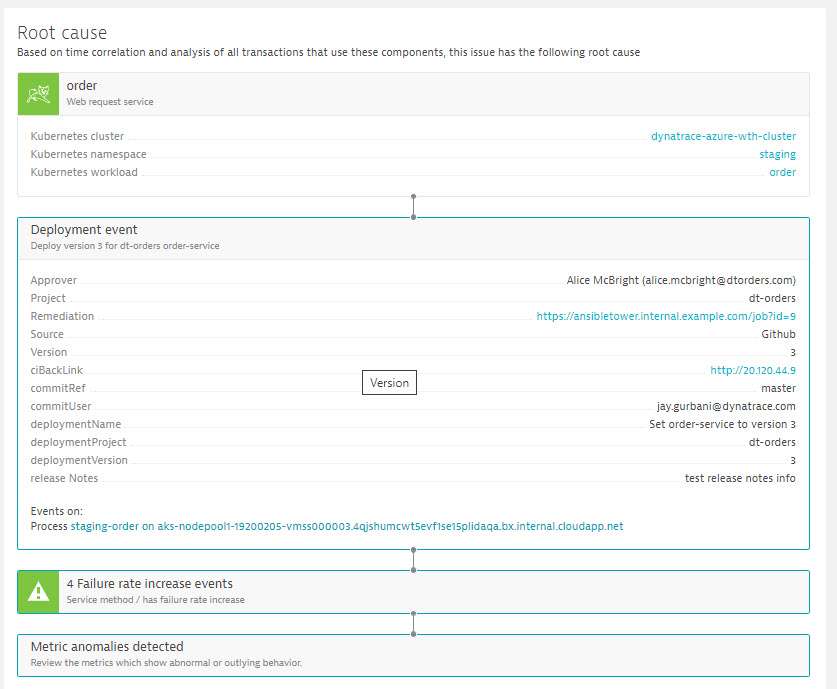 Root cause
Based on time correlation and analysis of all transactions that use these components, this issue has the following root cause
order
Web request service
Kubernetes cluster dynatrace-azure-wth-cluster
Kubernetes namespace staging
Kubernetes workload order
Deployment event
Deploy version 3 for dt-orders order-service
Approver Alice McBright (alice.mcbright@dtorders.com)
Project dt-orders
Remediation https://ansibletower.internal.example.com/job?id=9
Source Github
Version 3
ciBackLink http://20.120.44.9
Version
commitRef master
commitUser jay.gurbani@dynatrace.com
deploymentName Set order-service to version 3
deploymentProject dt-orders
deploymentVersion 3
release Notes test release notes info
Events on:
Process staging-order on aks-nodepool1-19200205-vmss000003.4qjshumcwt5evf1se15plidaqa.bx.internal.cloudapp.net
4 Failure rate increase events
Service method / has failure rate increase
Metric anomalies detected
Review the metrics which show abnormal or outlying behavior.